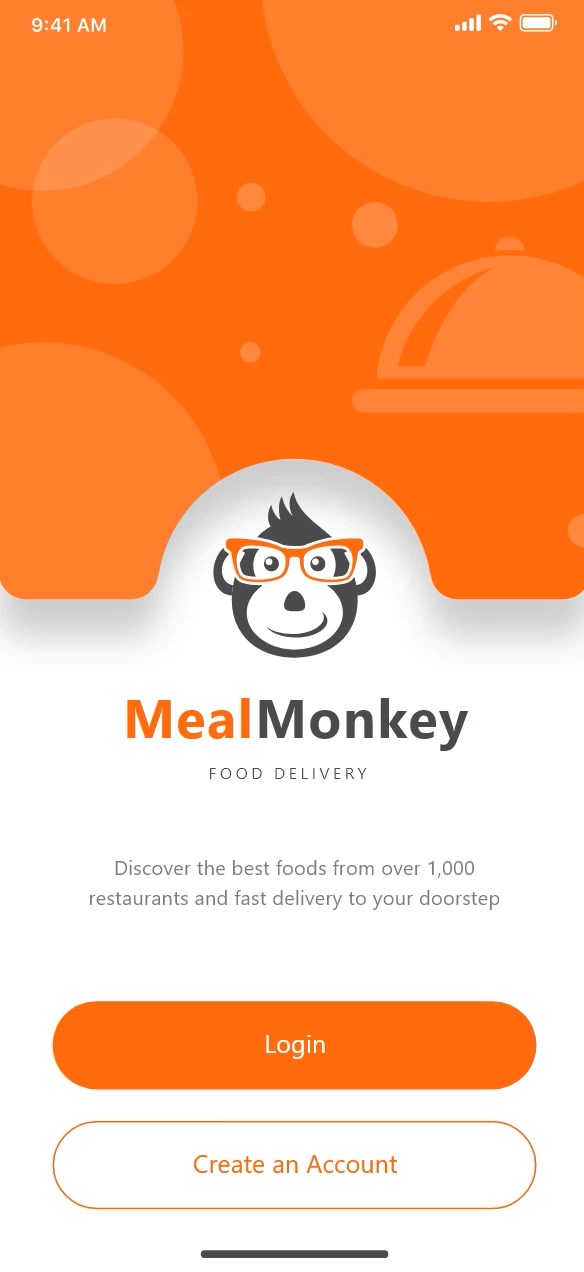 9:41 AM
MealMonkey
FOOD DELIVERY
Discover the best foods from over 1,000
restaurants and fast delivery to your doorstep
Login
Create an Account